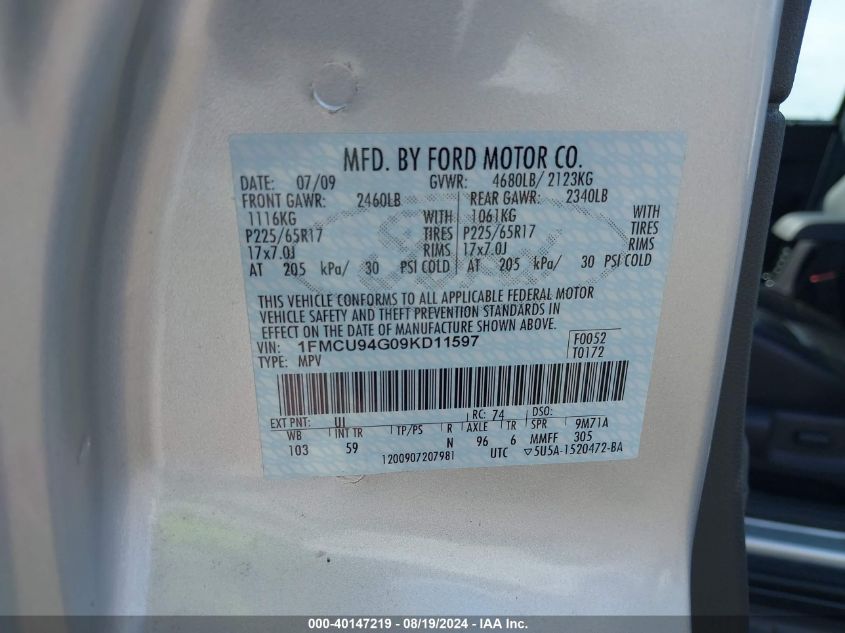 MFD. BY FORD MOTOR CO.
DATE: 07/09 GVWR: 4680LB/ 2123KG
FRONT GAWR: 2460LB REAR GAWR: 2340LB
1116KG WITH 1061KG WITH
P225/65R17 TIRES P225/65R17 TIRES
17x7.0J RIMS 17x7.0J RIMS
AT 205 kPa/ 30 PSI COLD AT 205 kPa/ 30 PSI COLD
THIS VEHICLE CONFORMS TO ALL APPLICABLE FEDERAL MOTOR
VEHICLE SAFETY AND THEFT PREVENTION STANDARDS IN
EFFECT ON THE DATE OF MANUFACTURE SHOWN ABOVE.
VIN: 1FMCU94G09KD11597 F0052
TYPE: MPV T0172
EXT PNT: UI RC: 74 DSO:
WB INT TR TP/PS R AXLE TR SPR 9M71A
103 59 N 96 6 MMFF 305
1200907207981 UTC ▽5U5A-1520472-BA
000-40147219 - 08/19/2024 - IAA Inc.